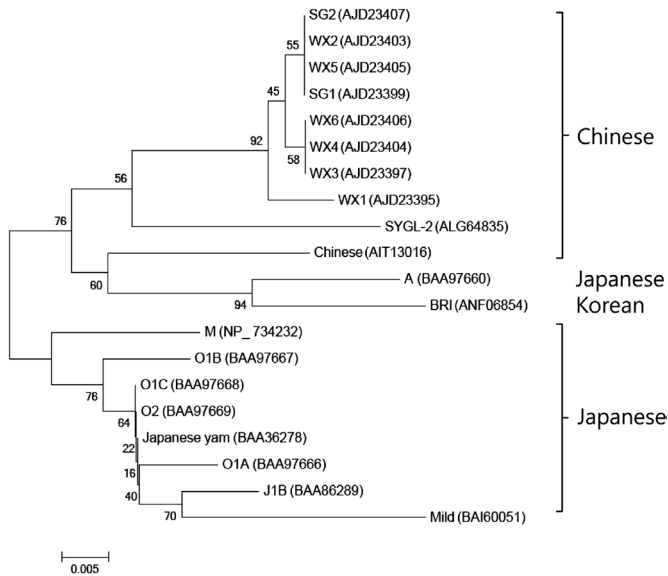 SG2 (AJD23407)
55
WX2 (AJD23403)
WX5 (AJD23405)
45
SG1 (AJD23399)
WX6 (AJD23406)
92
WX4 (AJD23404)
58
WX3 (AJD23397)
Chinese
56
WX1 (AJD23395)
76
SYGL-2 (ALG64835)
Chinese (AIT13016)
60
A (BAA97660)
Japanese
94
BRI (ANF06854)
Korean
M (NP_ 734232)
O1B (BAA97667)
76
O1C (BAA97668)
64
O2 (BAA97669)
Japanese
22
Japanese yam (BAA36278)
16
O1A (BAA97666)
40
J1B (BAA86289)
70
Mild (BAI60051)
0.005